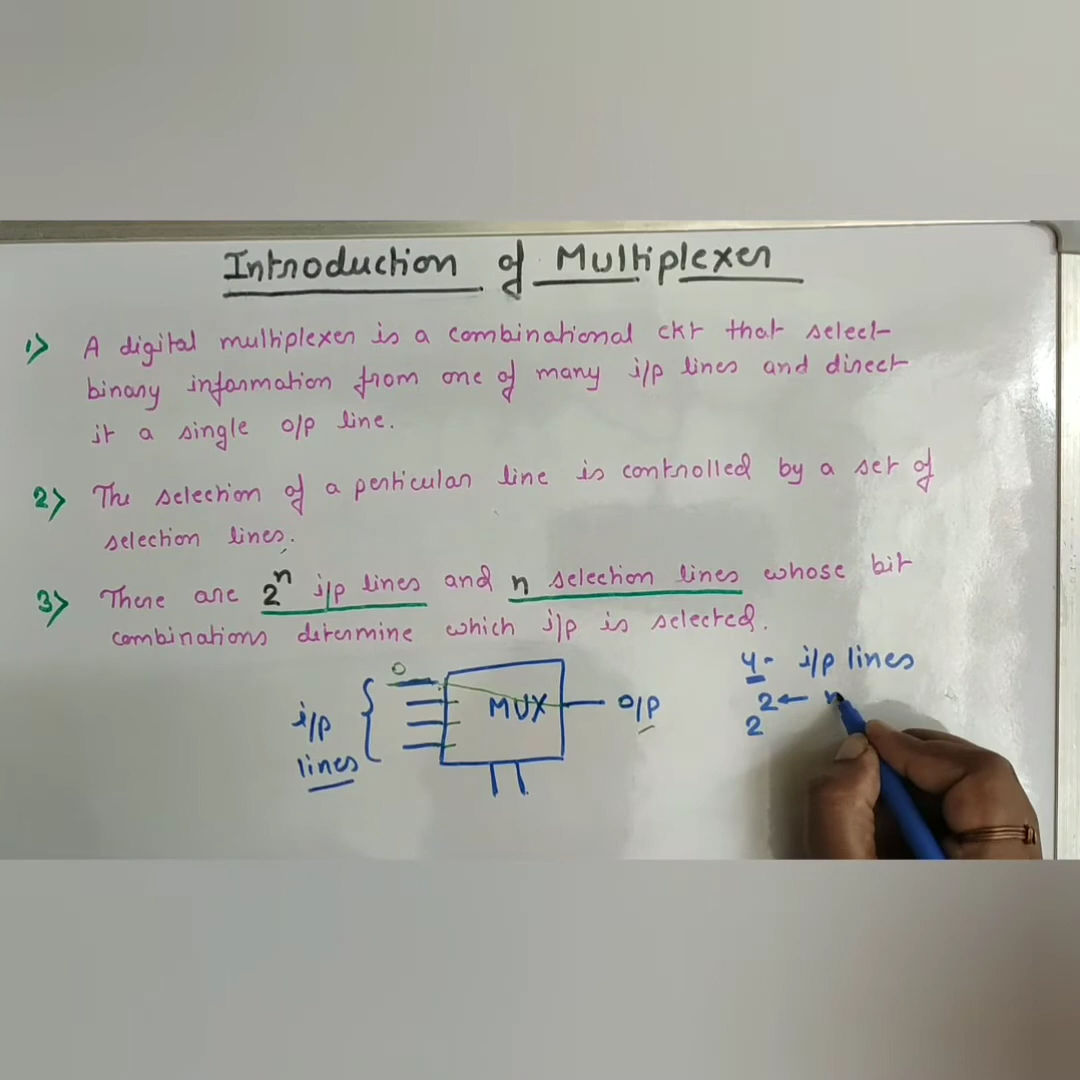 Introduction of Multiplexer
1) A digital multiplexer is a combinational ckt that select
binary information from one of many i/p lines and direct
it a single o/p line.
2) The selection of a perticular line is controlled by a set of
selection lines.
3) There are 2^n i/p lines and n selection lines whose bit
combinations ditermine which i/p is selected.
0
i/p
lines
MUX
O/P
4- i/p lines
2^2 ← n